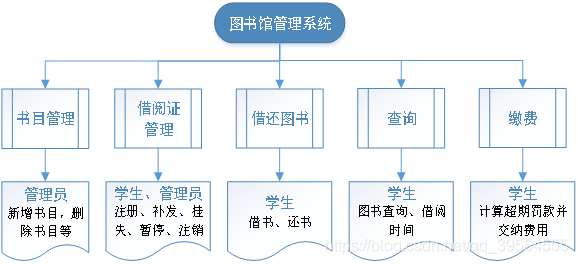 图书馆管理系统
书目管理
借阅证
管理
借还图书
查询
缴费
管理员
新增书目，删
除书目等
学生、管理员
注册、补发、挂
失、暂停、注销
学生
借书、还书
学生
图书查询、借阅
时间
学生
计算超期罚款并
交纳费用
https://blog.csdn.net/qq_39564555